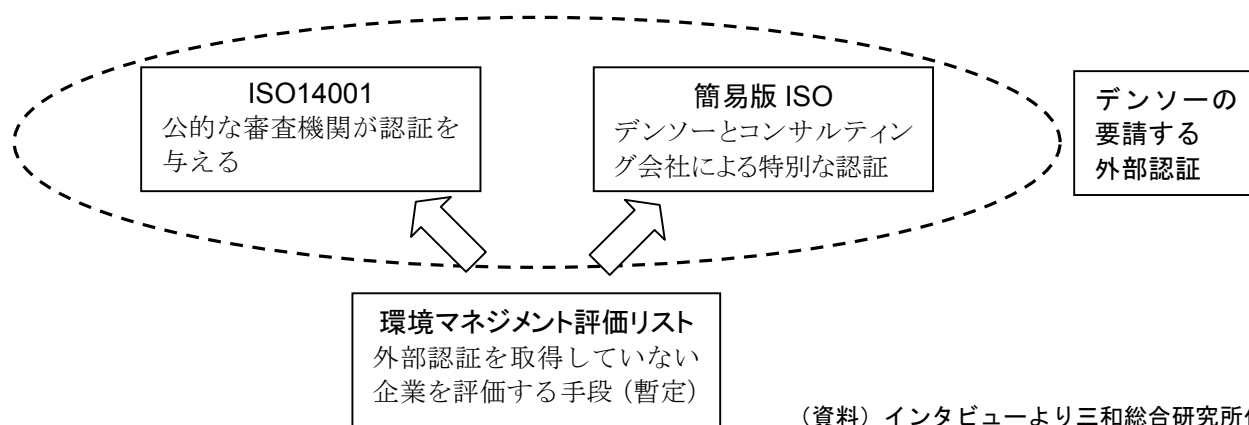 ISO14001
公的な審査機関が認証を
与える
簡易版 ISO
デンソーとコンサルティン
グ会社による特別な認証
デンソーの
要請する
外部認証
環境マネジメント評価リスト
外部認証を取得していない
企業を評価する手段（暫定）
（資料）インタビューより三和総合研究所